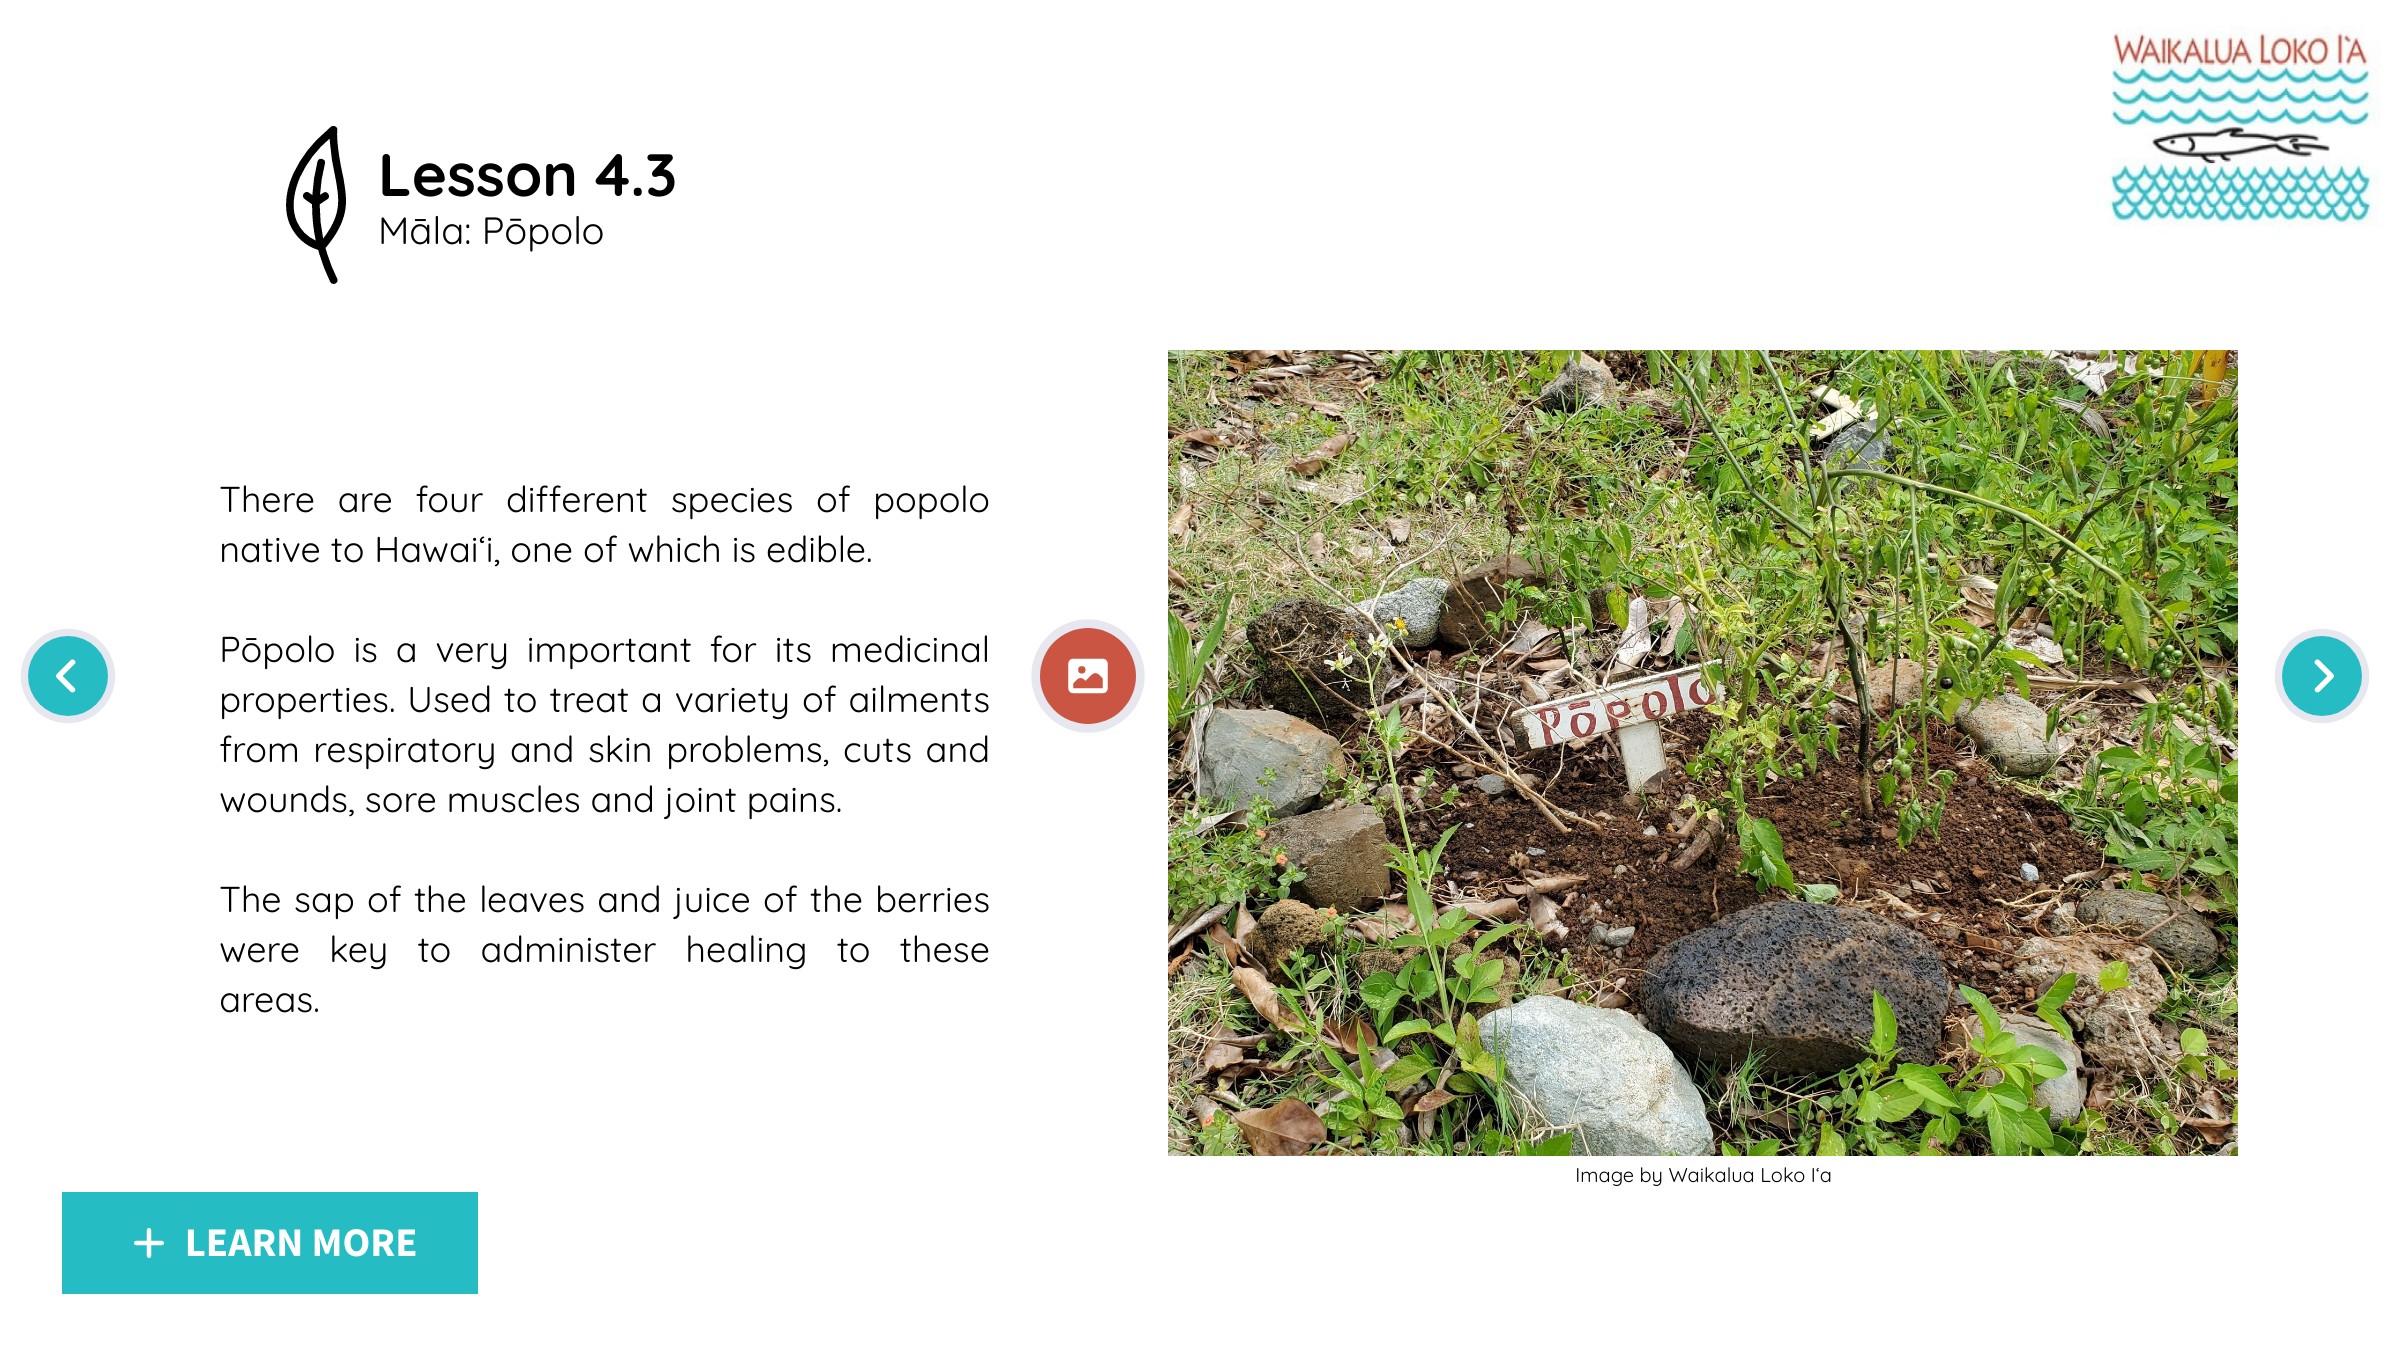 WAIKALUA LOKO I‘A
Lesson 4.3
Māla: Pōpolo
There are four different species of popolo
native to Hawai‘i, one of which is edible.
Pōpolo is a very important for its medicinal
properties. Used to treat a variety of ailments
from respiratory and skin problems, cuts and
wounds, sore muscles and joint pains.
The sap of the leaves and juice of the berries
were key to administer healing to these
areas.
Pōpolo
Image by Waikalua Loko I‘a
+ LEARN MORE